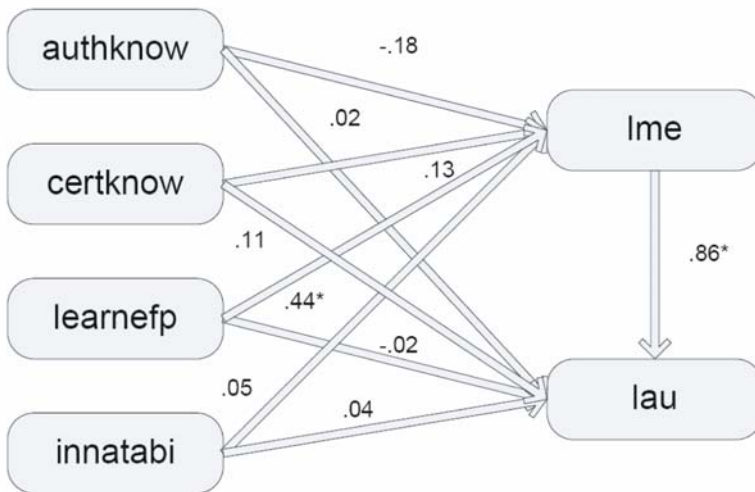 authknow
-.18
lme
.02
certknow
.13
.11
.86*
learnefp
.44*
-.02
lau
.05
.04
innatabi